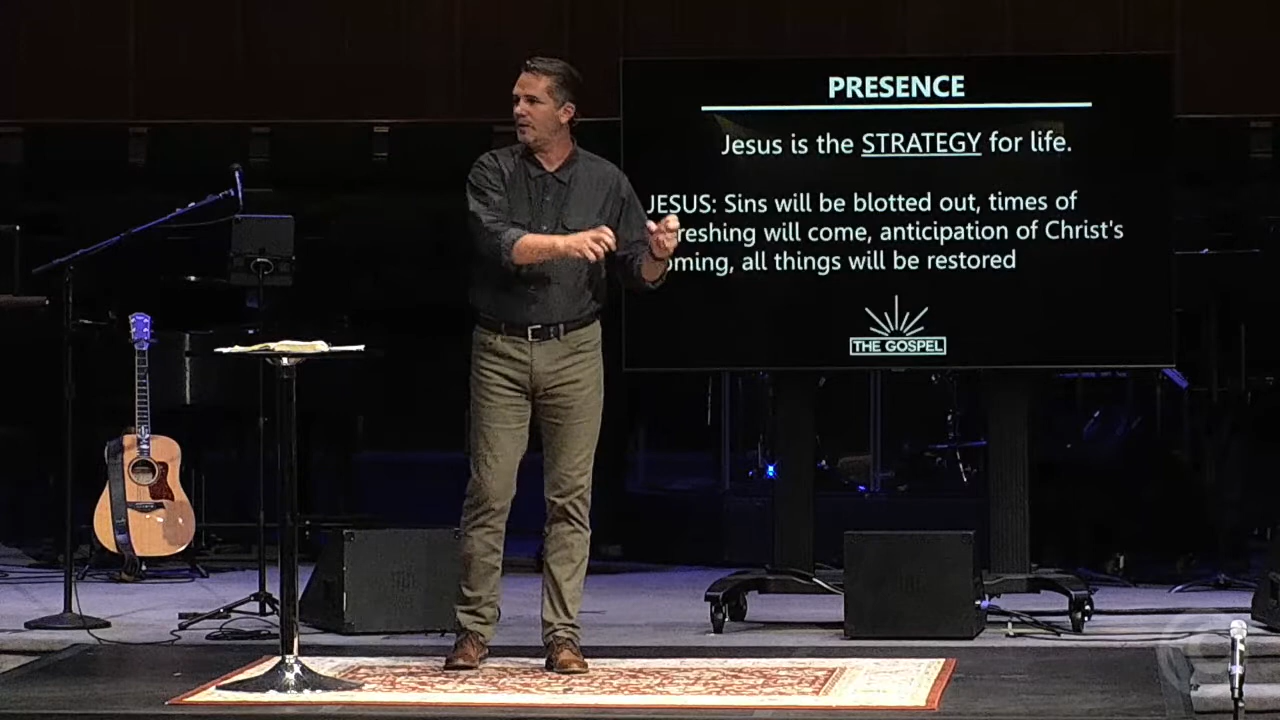 PRESENCE
Jesus is the STRATEGY for life.
JESUS: Sins will be blotted out, times of
reshing will come, anticipation of Christ's
oming, all things will be restored
THE GOSPEL